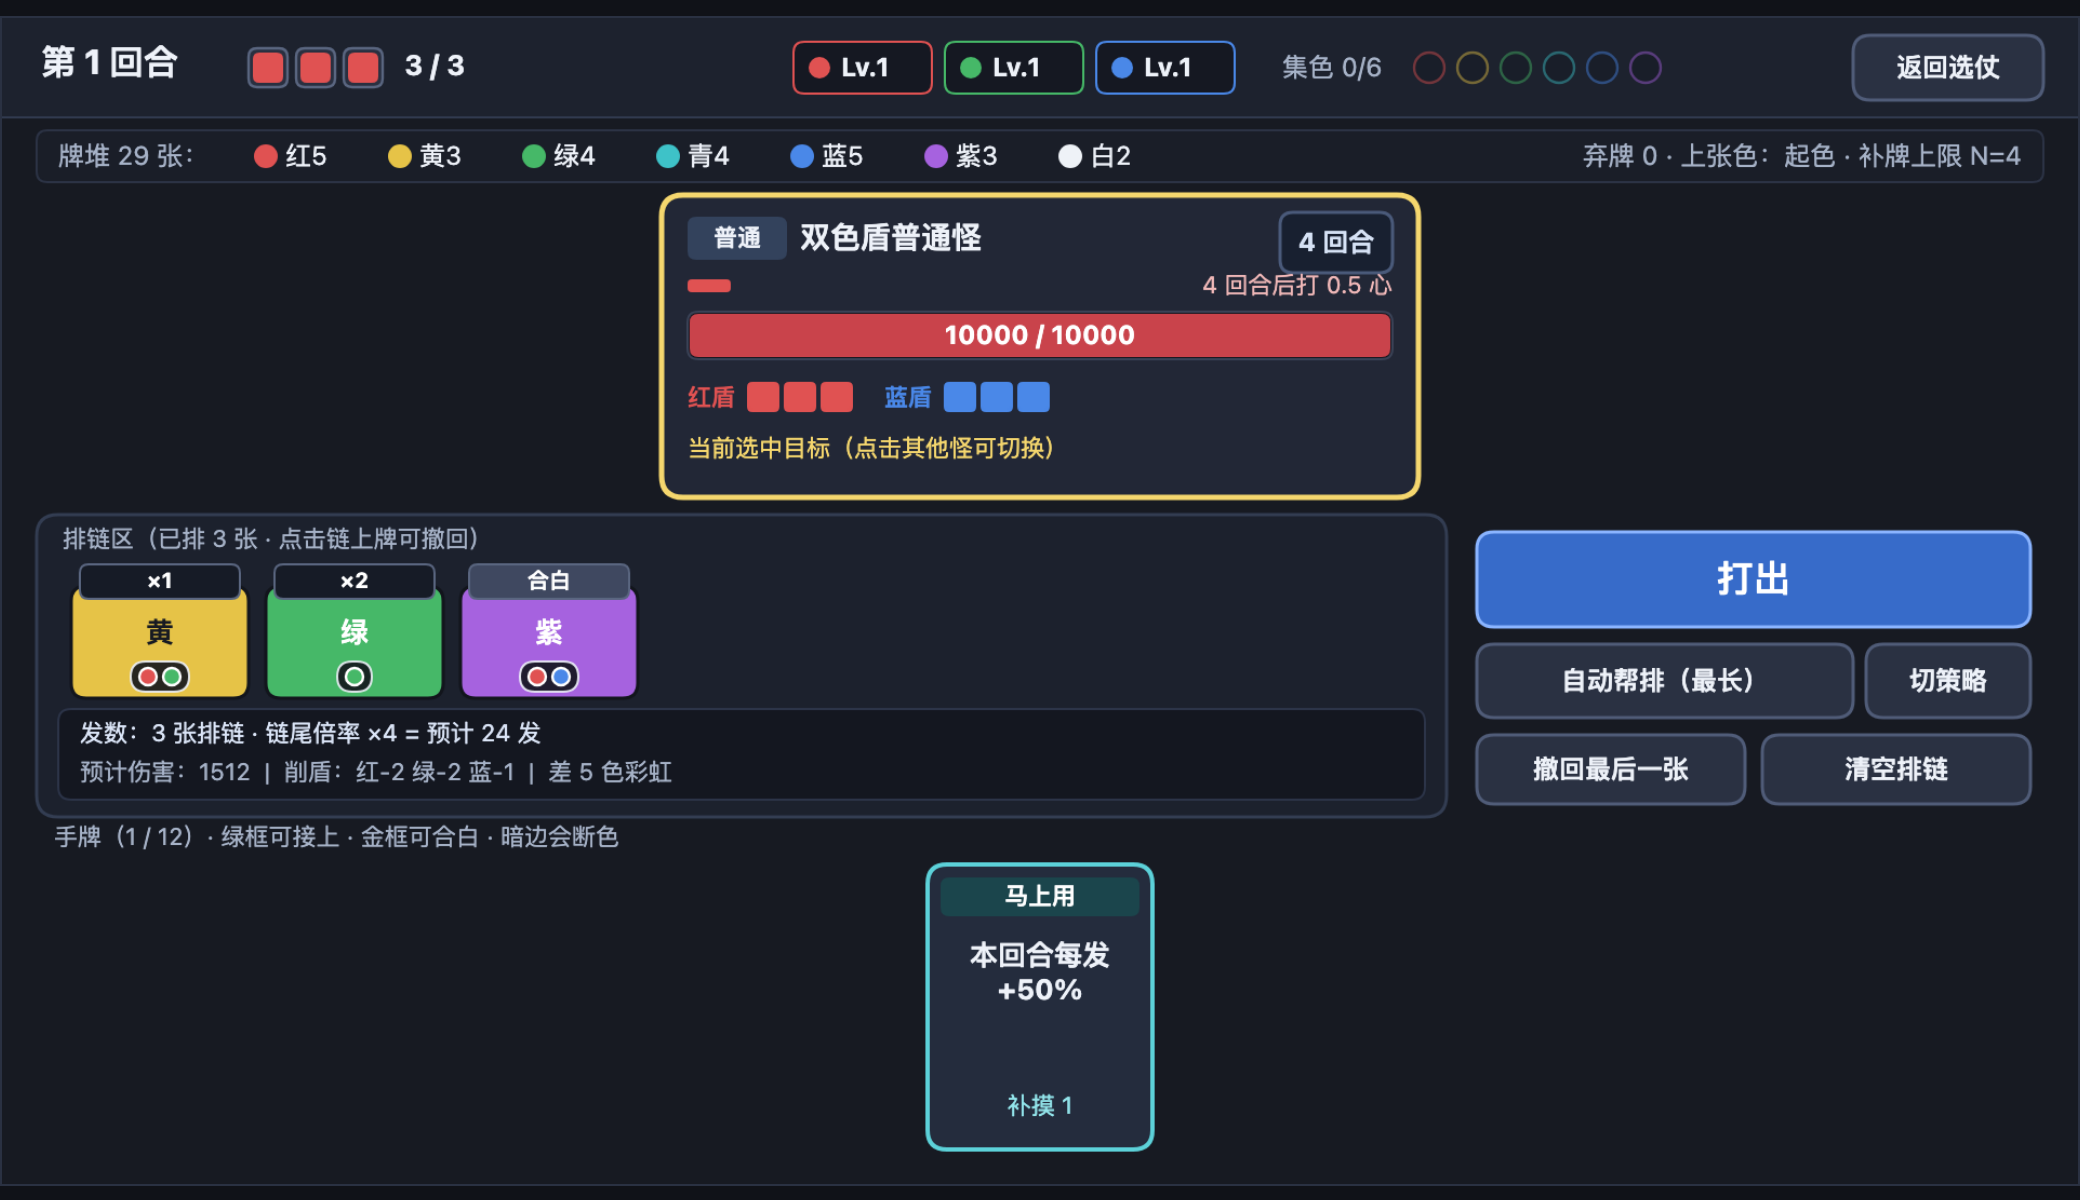 第 1 回合
3 / 3
Lv.1
Lv.1
Lv.1
集色 0/6
返回选仗
牌堆 29 张：
红5
黄3
绿4
青4
蓝5
紫3
白2
弃牌 0 · 上张色：起色 · 补牌上限 N=4
普通
双色盾普通怪
4 回合
4 回合后打 0.5 心
10000 / 10000
红盾
蓝盾
当前选中目标（点击其他怪可切换）
排链区（已排 3 张 · 点击链上牌可撤回）
×1
×2
合白
黄
绿
紫
发数：3 张排链 · 链尾倍率 ×4 = 预计 24 发
预计伤害：1512 | 削盾：红-2 绿-2 蓝-1 | 差 5 色彩虹
打出
自动帮排（最长）
切策略
撤回最后一张
清空排链
手牌（1 / 12）· 绿框可接上 · 金框可合白 · 暗边会断色
马上用
本回合每发
+50%
补摸 1